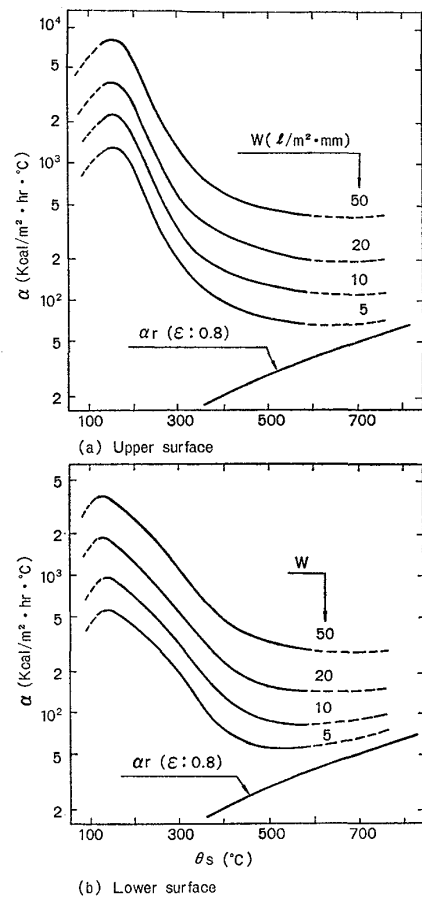 10⁴
5
2
10³
5
2
10²
5
2
α (Kcal/m²・hr・°C)
W(ℓ/m²・mm)
50
20
10
5
αr (ε:0.8)
100 300 500 700
(a) Upper surface
5
2
10³
5
2
10²
5
2
α (Kcal/m²・hr・°C)
W
50
20
10
5
αr (ε:0.8)
100 300 500 700
θs (°C)
(b) Lower surface